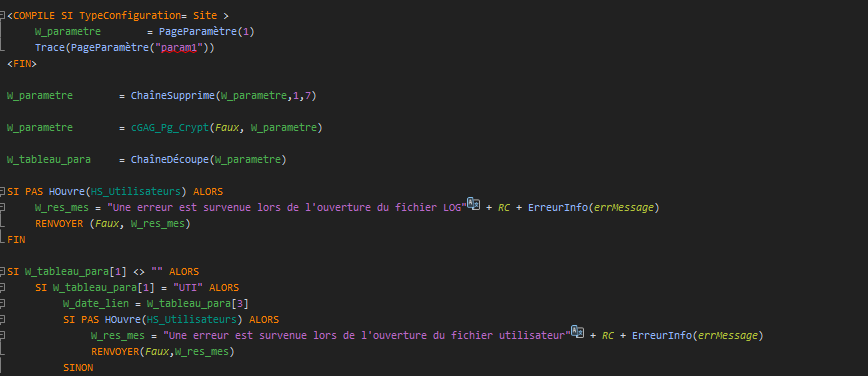 <COMPILE SI TypeConfiguration= Site >
W_parametre = PageParamètre(1)
Trace(PageParamètre("param1"))
<FIN>
W_parametre = ChaîneSupprime(W_parametre,1,7)
W_parametre = cGAG_Pg_Crypt(Faux, W_parametre)
W_tableau_para = ChaîneDécoupe(W_parametre)
SI PAS HOuvre(HS_Utilisateurs) ALORS
W_res_mes = "Une erreur est survenue lors de l'ouverture du fichier LOG" + RC + ErreurInfo(errMessage)
RENVOYER (Faux, W_res_mes)
FIN
SI W_tableau_para[1] <> "" ALORS
SI W_tableau_para[1] = "UTI" ALORS
W_date_lien = W_tableau_para[3]
SI PAS HOuvre(HS_Utilisateurs) ALORS
W_res_mes = "Une erreur est survenue lors de l'ouverture du fichier utilisateur" + RC + ErreurInfo(errMessage)
RENVOYER(Faux,W_res_mes)
SINON